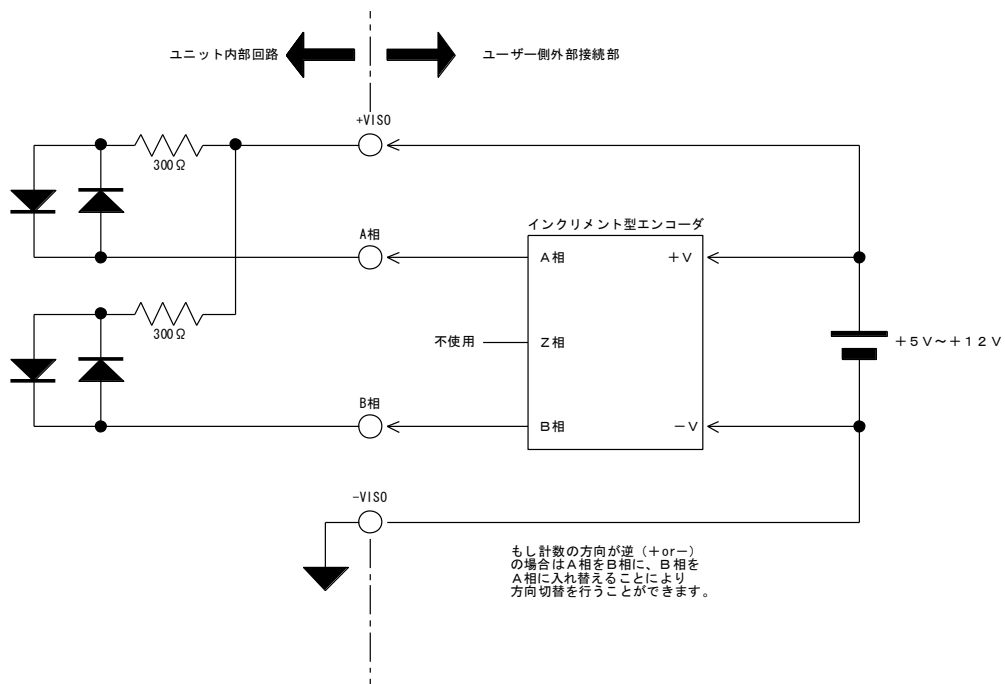 ユニット内部回路
ユーザー側外部接続部
+VISO
300Ω
インクリメント型エンコーダ
A相
A相
+V
300Ω
不使用
Z相
+5V～+12V
B相
B相
-V
-VISO
もし計数の方向が逆（+or−）
の場合はA相をB相に、B相を
A相に入れ替えることにより
方向切替を行うことができます。